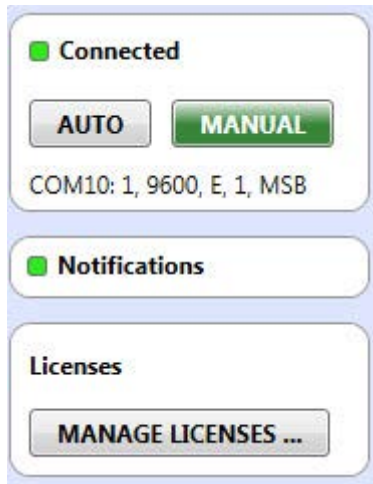 Connected
AUTO MANUAL
COM10: 1, 9600, E, 1, MSB
Notifications
Licenses
MANAGE LICENSES ...